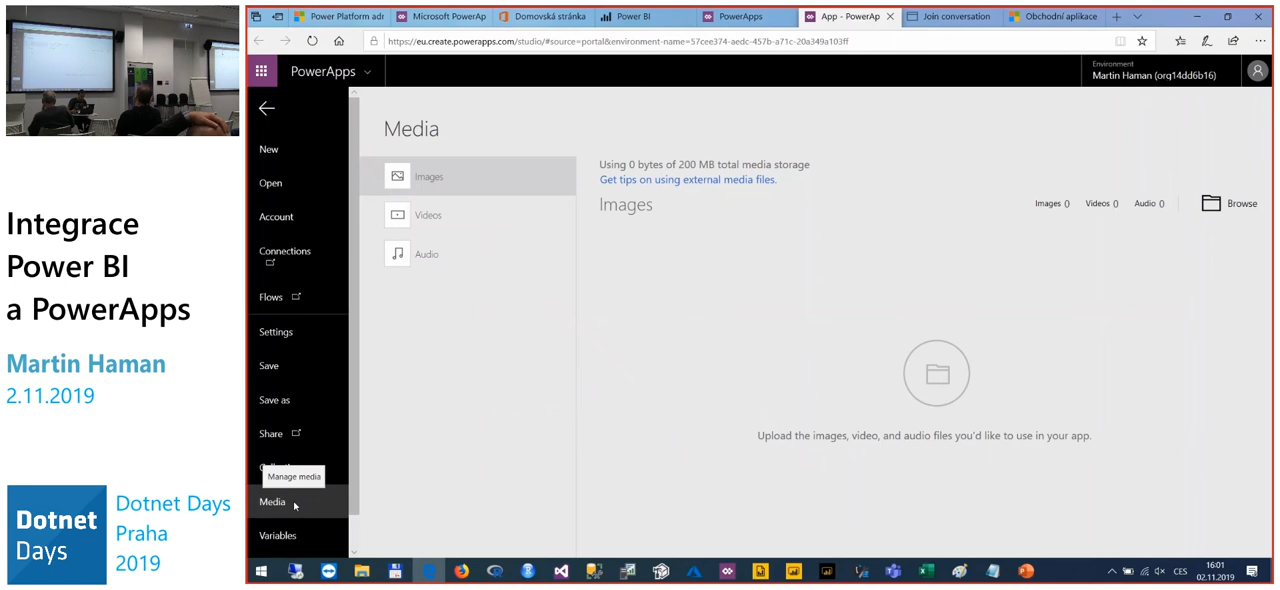 Integrace
Power BI
a PowerApps
Martin Haman
2.11.2019
Dotnet
Days
Dotnet Days
Praha
2019
Power Platform adr
Microsoft PowerAp
Domovská stránka
Power BI
PowerApps
App - PowerAp
Join conversation
Obchodní aplikace
https://eu.create.powerapps.com/studio/#source=portal&environment-name=57cee374-aedc-457b-a71c-20a349a103ff
PowerApps
Environment
Martin Haman (orq14dd6b16)
New
Open
Account
Connections
Flows
Settings
Save
Save as
Share
Manage media
Media
Variables
Media
Images
Videos
Audio
Using 0 bytes of 200 MB total media storage
Get tips on using external media files.
Images
Images () Videos () Audio ()
Browse
Upload the images, video, and audio files you'd like to use in your app.
CES
16:01
02.11.2019